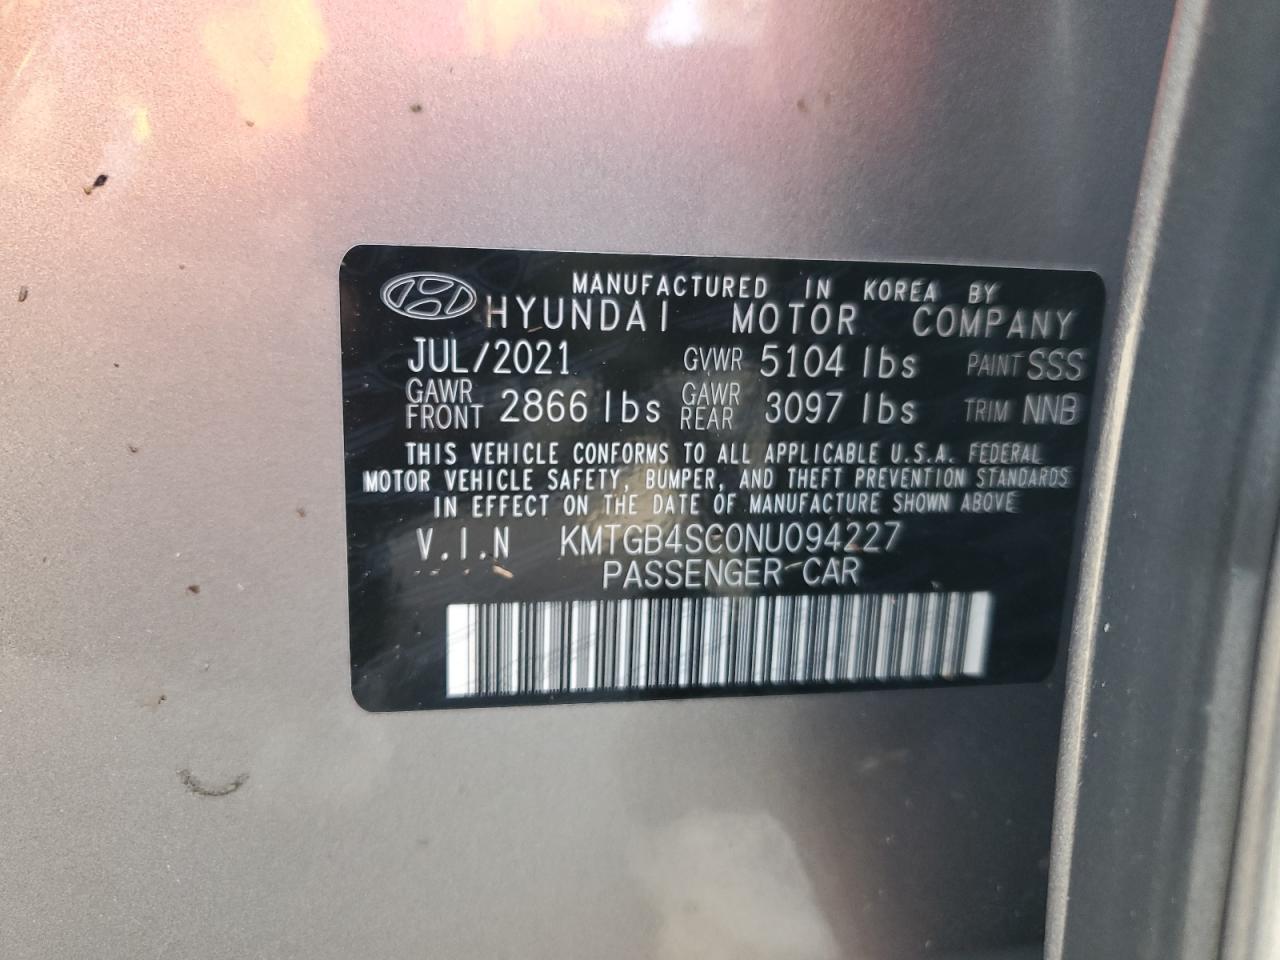 MANUFACTURED IN KOREA BY
HYUNDAI MOTOR COMPANY
JUL/2021 GVWR 5104 lbs PAINT SSS
GAWR FRONT 2866 lbs GAWR REAR 3097 lbs TRIM NNB
THIS VEHICLE CONFORMS TO ALL APPLICABLE U.S.A. FEDERAL
MOTOR VEHICLE SAFETY, BUMPER, AND THEFT PREVENTION STANDARDS
IN EFFECT ON THE DATE OF MANUFACTURE SHOWN ABOVE
V.I.N KMTGB4SC0NU094227
PASSENGER CAR